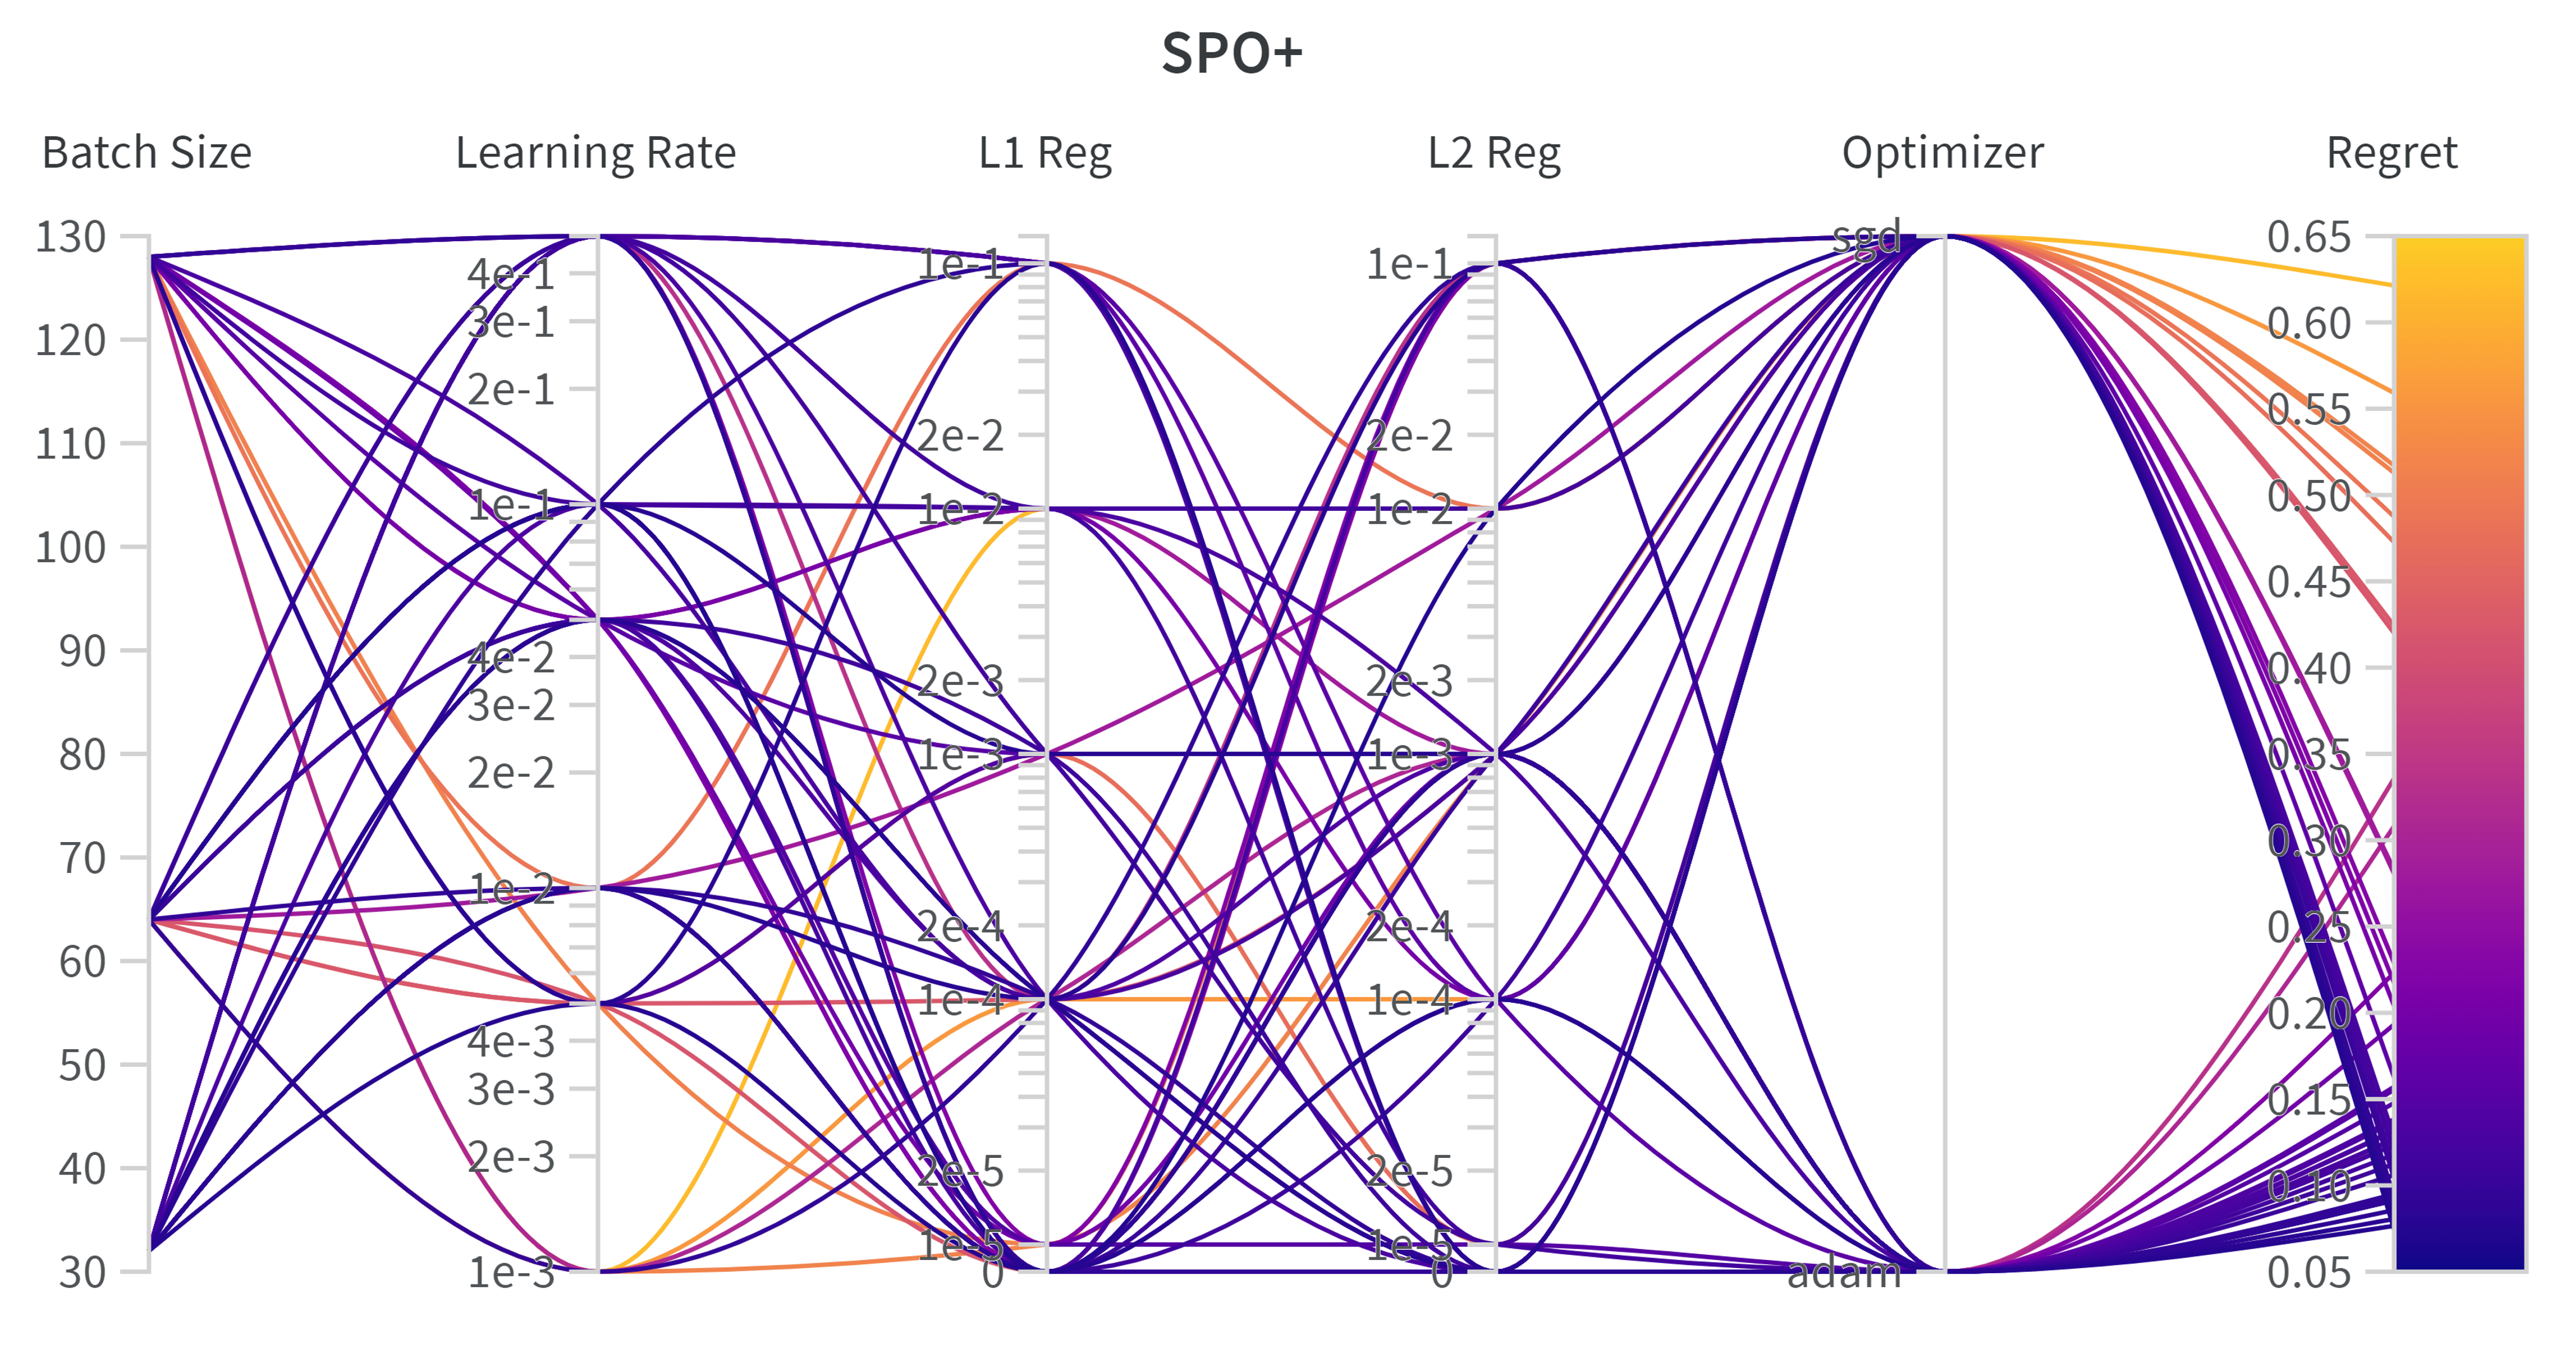 SPO+
Batch Size Learning Rate L1 Reg L2 Reg Optimizer Regret
130
120
110
100
90
80
70
60
50
40
30
4e-1
3e-1
2e-1
1e-1
4e-2
3e-2
2e-2
1e-2
4e-3
3e-3
2e-3
1e-3
1e-1
2e-2
1e-2
2e-3
1e-3
2e-4
1e-4
2e-5
1e-5
0
1e-1
2e-2
1e-2
2e-3
1e-3
2e-4
1e-4
2e-5
1e-5
0
sgd
adam
0.65
0.60
0.55
0.50
0.45
0.40
0.35
0.30
0.25
0.20
0.15
0.10
0.05